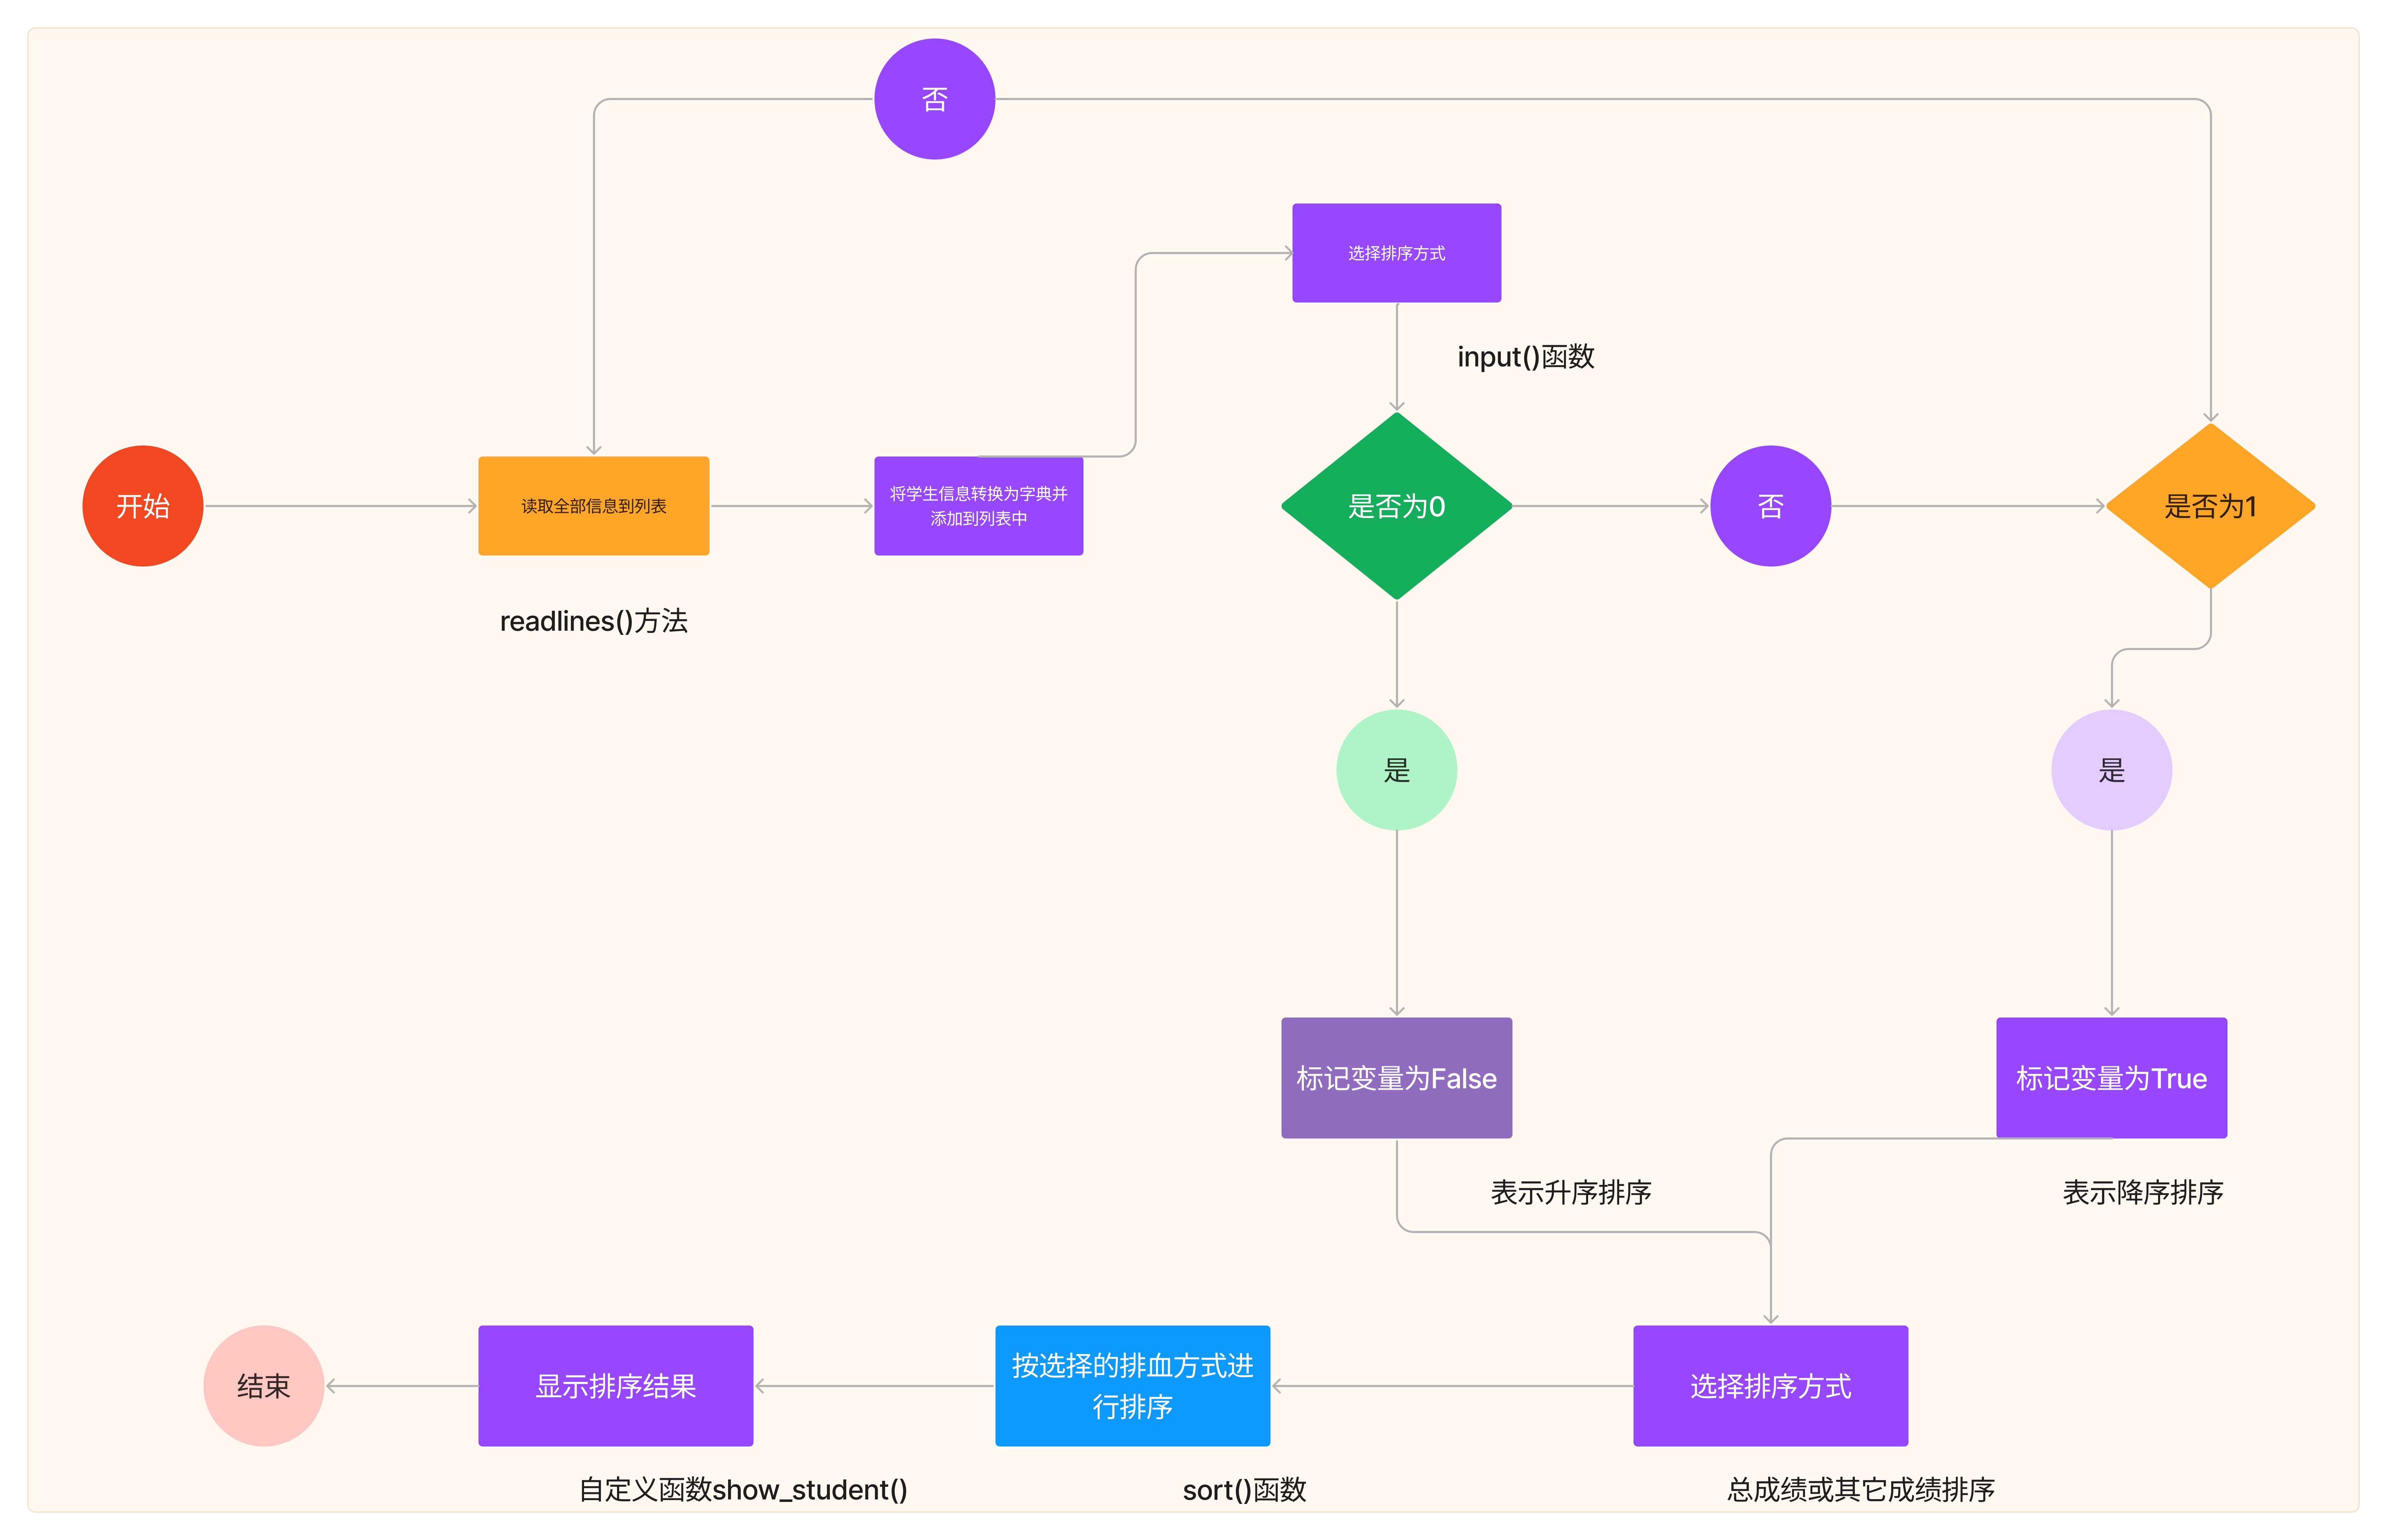 否
选择排序方式
input()函数
开始
读取全部信息到列表
将学生信息转换为字典并
添加到列表中
是否为0
否
是否为1
readlines()方法
是
是
标记变量为False
标记变量为True
表示升序排序
表示降序排序
结束
显示排序结果
按选择的排血方式进
行排序
选择排序方式
自定义函数show_student()
sort()函数
总成绩或其它成绩排序